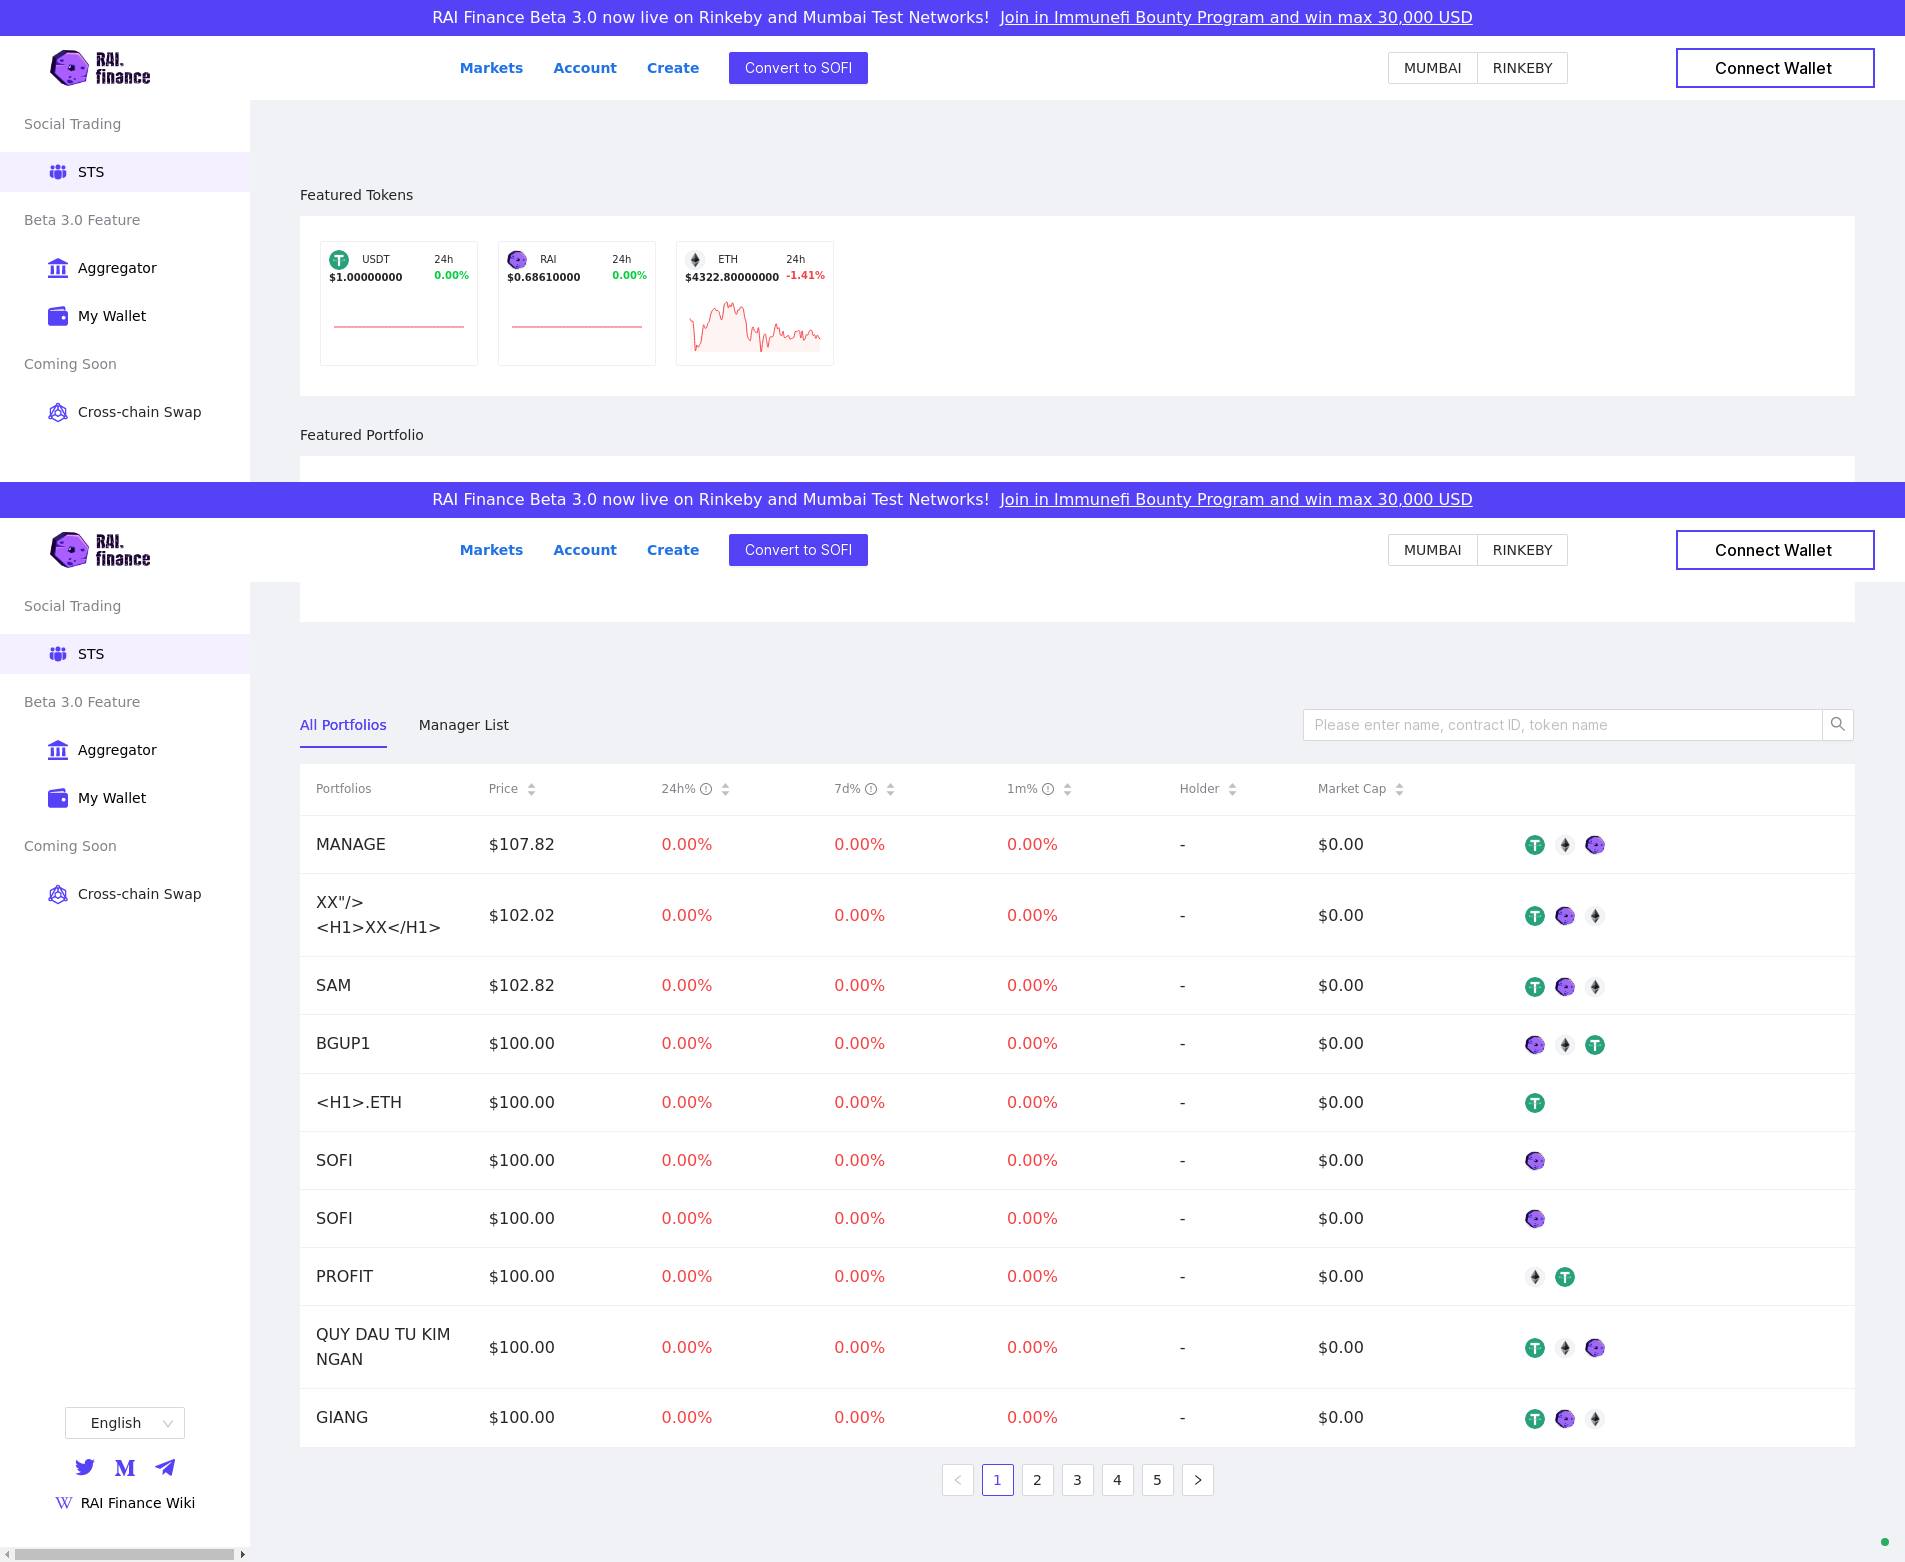 RAI Finance Beta 3.0 now live on Rinkeby and Mumbai Test Networks! Join in Immunefi Bounty Program and win max 30,000 USD
RAI.
finance
Markets Account Create Convert to SOFI MUMBAI RINKEBY Connect Wallet
Social Trading
STS
Beta 3.0 Feature
Aggregator
My Wallet
Coming Soon
Cross-chain Swap
Featured Tokens
USDT 24h
$1.00000000 0.00%
RAI 24h
$0.68610000 0.00%
ETH 24h
$4322.80000000 -1.41%
Featured Portfolio
RAI Finance Beta 3.0 now live on Rinkeby and Mumbai Test Networks! Join in Immunefi Bounty Program and win max 30,000 USD
RAI.
finance
Markets Account Create Convert to SOFI MUMBAI RINKEBY Connect Wallet
Social Trading
STS
Beta 3.0 Feature
Aggregator
My Wallet
Coming Soon
Cross-chain Swap
All Portfolios Manager List Please enter name, contract ID, token name
Portfolios Price 24h% 7d% 1m% Holder Market Cap
MANAGE $107.82 0.00% 0.00% 0.00% - $0.00
XX"/>
<H1>XX</H1> $102.02 0.00% 0.00% 0.00% - $0.00
SAM $102.82 0.00% 0.00% 0.00% - $0.00
BGUP1 $100.00 0.00% 0.00% 0.00% - $0.00
<H1>.ETH $100.00 0.00% 0.00% 0.00% - $0.00
SOFI $100.00 0.00% 0.00% 0.00% - $0.00
SOFI $100.00 0.00% 0.00% 0.00% - $0.00
PROFIT $100.00 0.00% 0.00% 0.00% - $0.00
QUY DAU TU KIM
NGAN $100.00 0.00% 0.00% 0.00% - $0.00
GIANG $100.00 0.00% 0.00% 0.00% - $0.00
< 1 2 3 4 5 >
English
RAI Finance Wiki